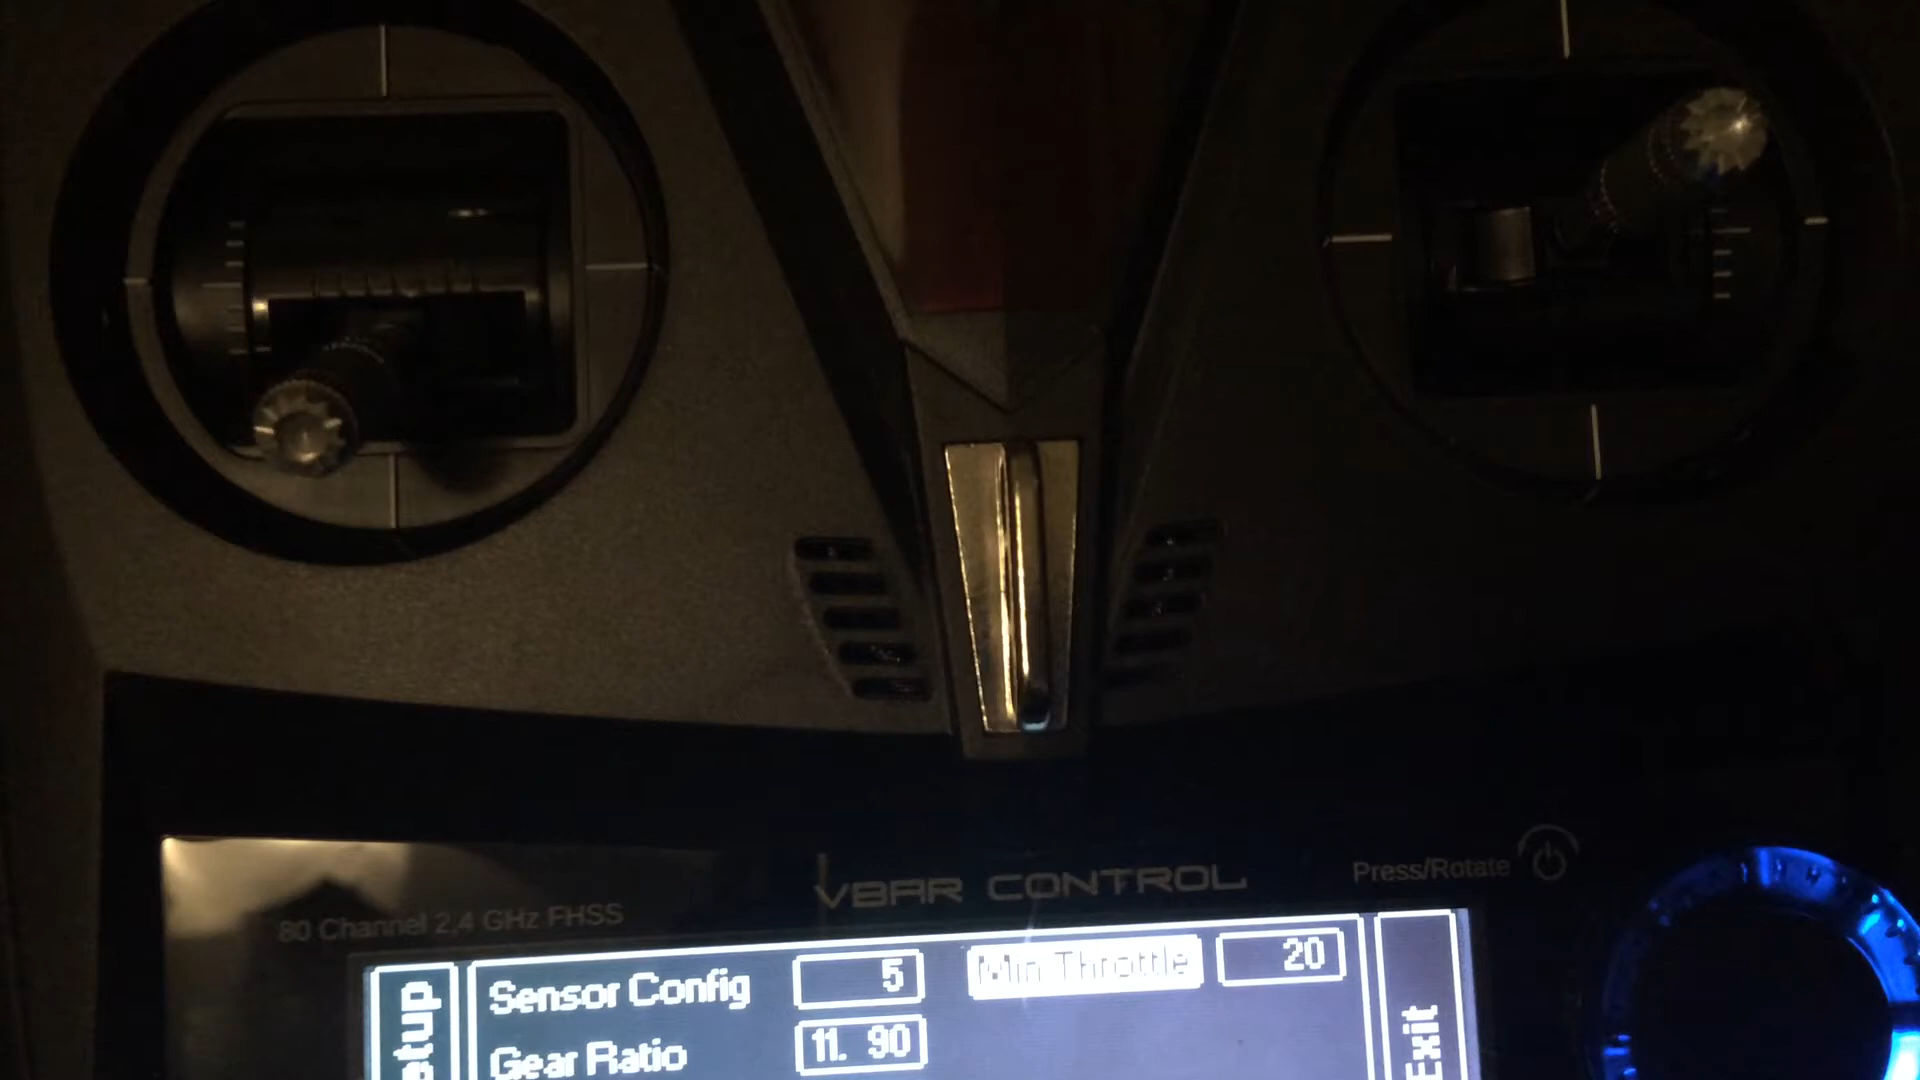 Press/Rotate
VBAR CONTROL
80 Channel 2.4 GHz FHSS
etup
Sensor Config 5 Min Throttle 20
Gear Ratio 11. 90
Exit